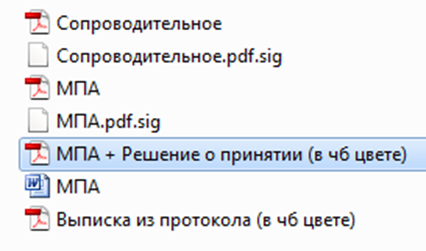 Сопроводительное
Сопроводительное.pdf.sig
МПА
МПА.pdf.sig
МПА + Решение о принятии (в чб цвете)
МПА
Выписка из протокола (в чб цвете)